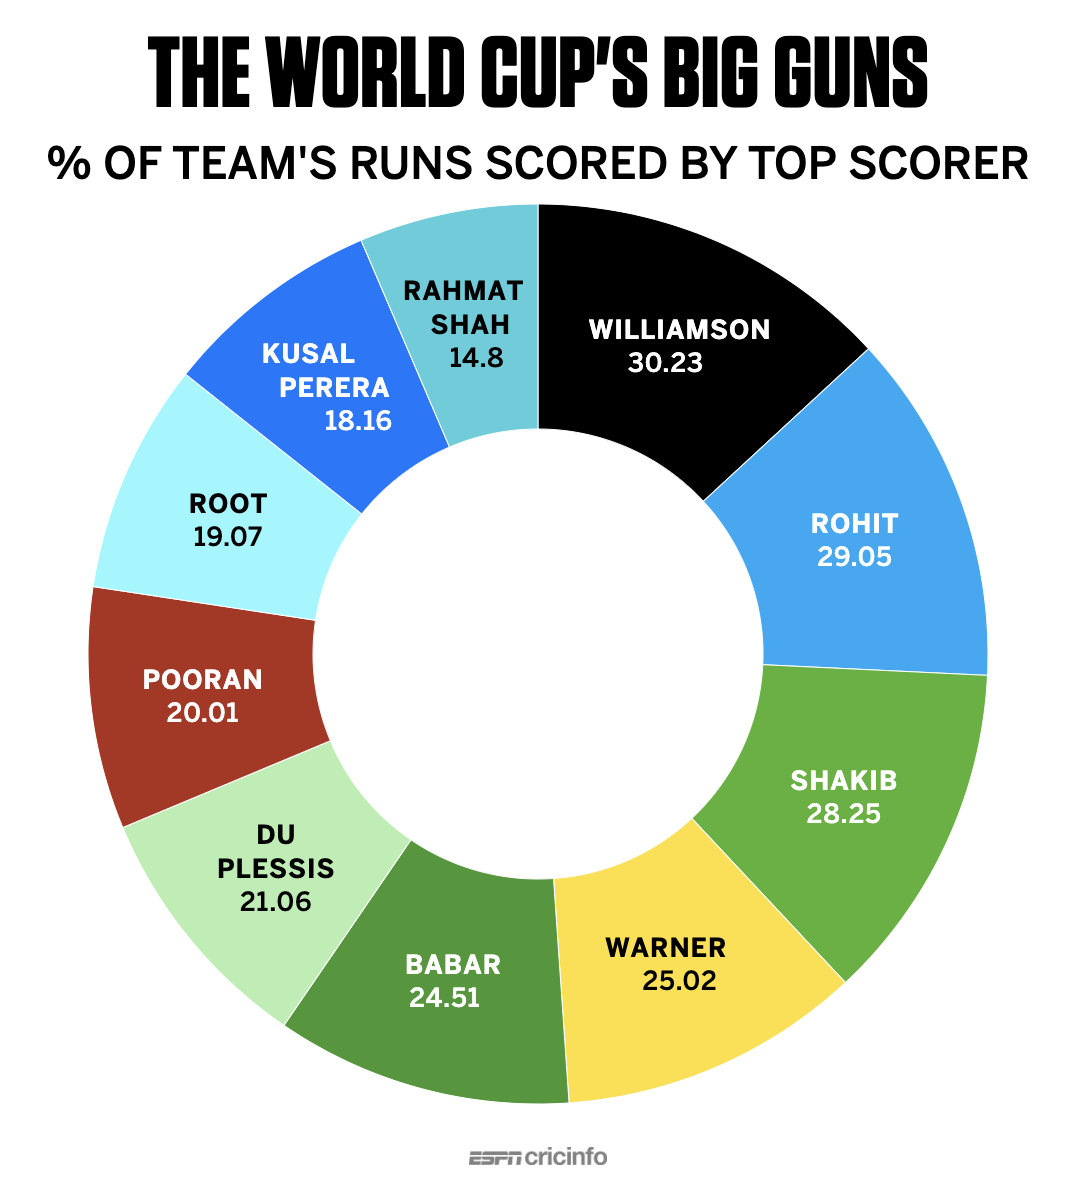 THE WORLD CUP'S BIG GUNS
% OF TEAM'S RUNS SCORED BY TOP SCORER
RAHMAT
SHAH
14.8
WILLIAMSON
30.23
KUSAL
PERERA
18.16
ROHIT
29.05
ROOT
19.07
POORAN
20.01
SHAKIB
28.25
DU
PLESSIS
21.06
WARNER
25.02
BABAR
24.51
ESPN cricinfo